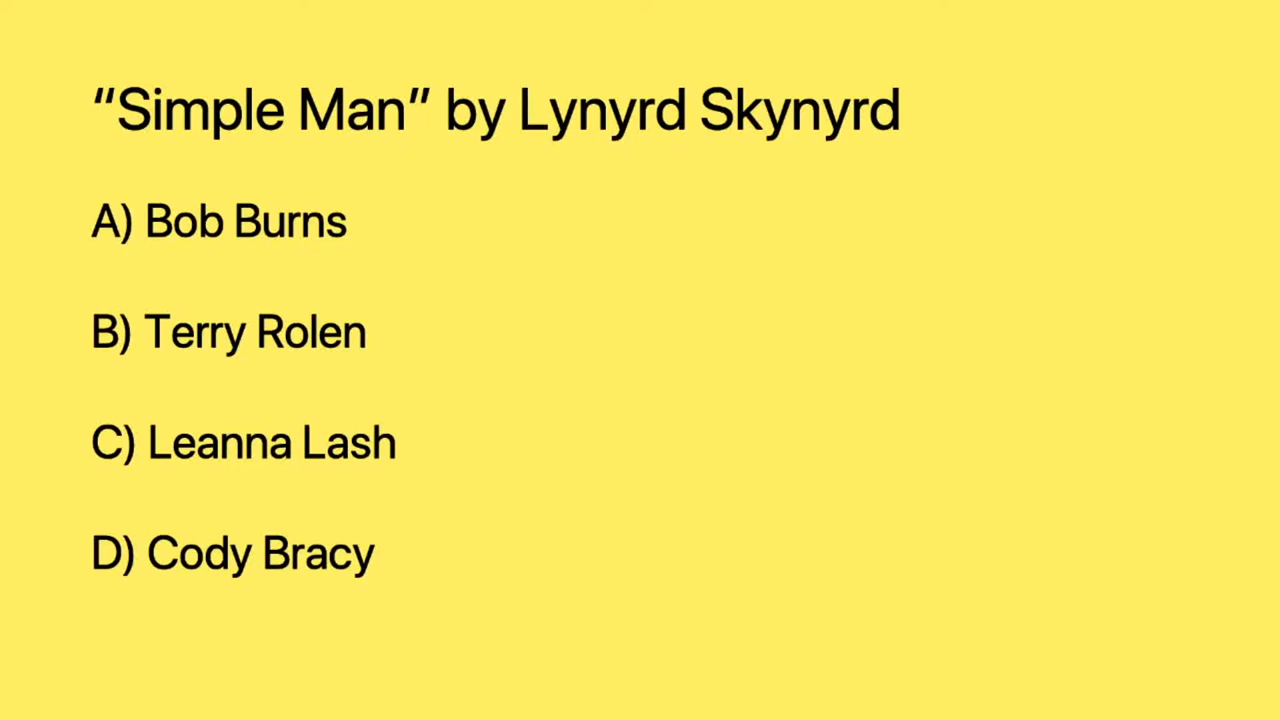 “Simple Man” by Lynyrd Skynyrd
A) Bob Burns
B) Terry Rolen
C) Leanna Lash
D) Cody Bracy